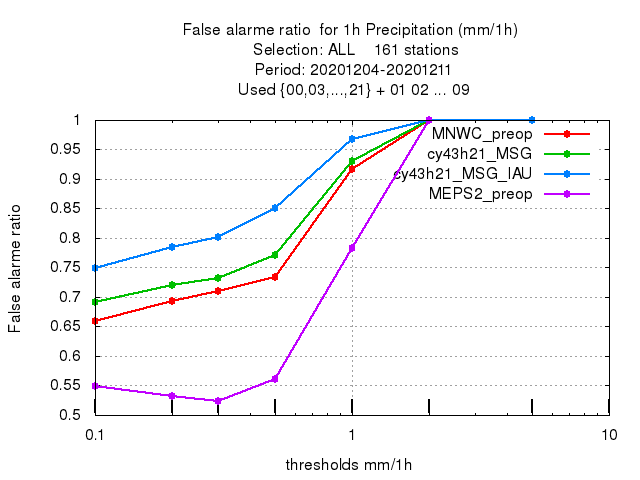 False alarme ratio  for 1h Precipitation (mm/1h)
Selection: ALL    161 stations
Period: 20201204-20201211
Used {00,03,...,21} + 01 02 ... 09
1
0.95
0.9
0.85
0.8
0.75
0.7
0.65
0.6
0.55
0.5
False alarme ratio
MNWC_preop
cy43h21_MSG
cy43h21_MSG_IAU
MEPS2_preop
0.1 1 10
thresholds mm/1h